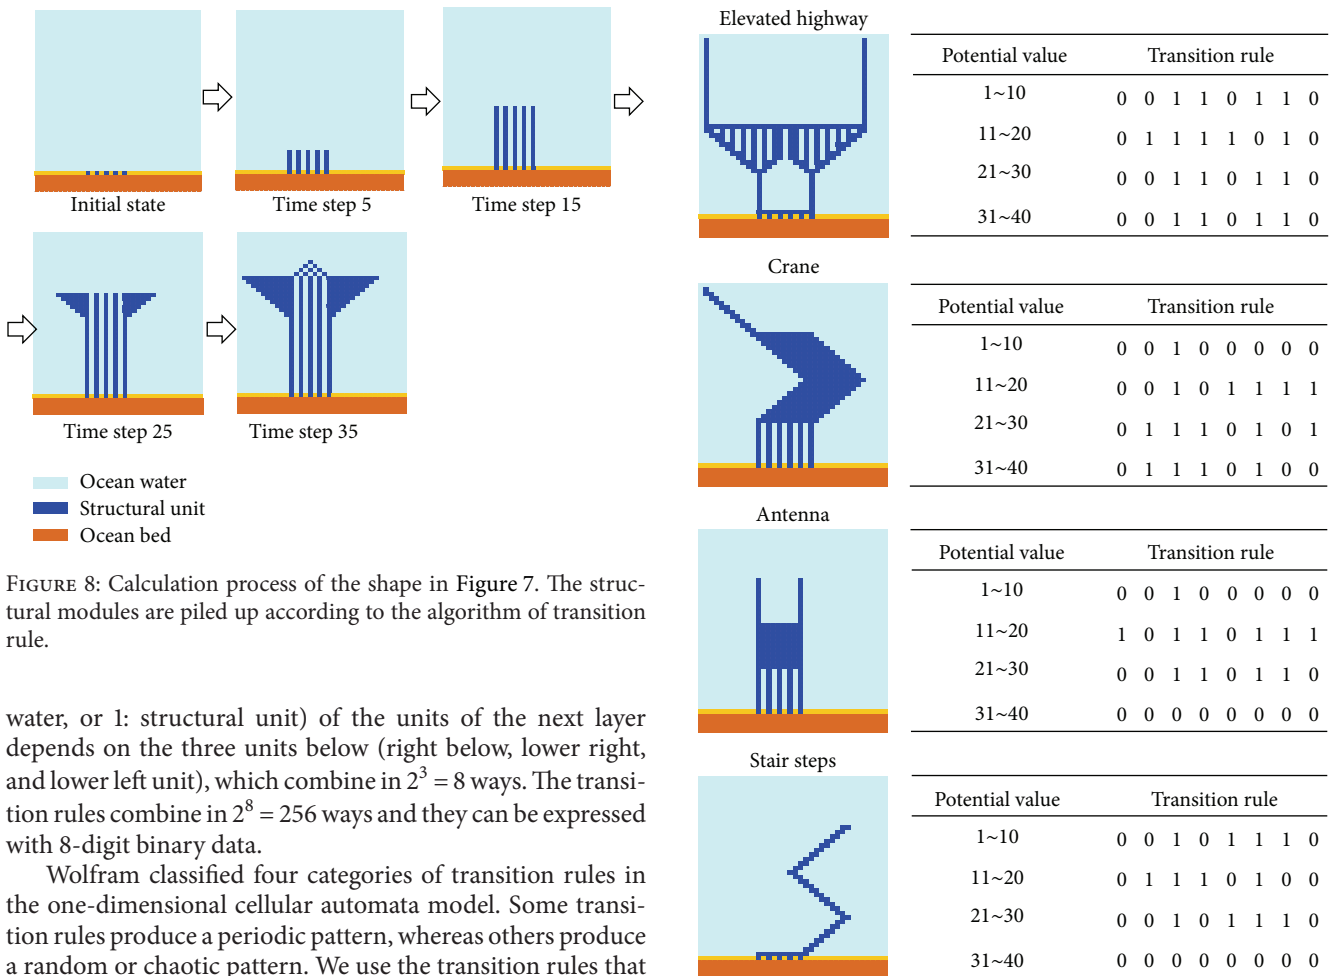 Initial state
Time step 5
Time step 15
Time step 25
Time step 35
Ocean water
Structural unit
Ocean bed
FIGURE 8: Calculation process of the shape in Figure 7. The struc-
tural modules are piled up according to the algorithm of transition
rule.
water, or 1: structural unit) of the units of the next layer
depends on the three units below (right below, lower right,
and lower left unit), which combine in 2³ = 8 ways. The transi-
tion rules combine in 2⁸ = 256 ways and they can be expressed
with 8-digit binary data.
Wolfram classified four categories of transition rules in
the one-dimensional cellular automata model. Some transi-
tion rules produce a periodic pattern, whereas others produce
a random or chaotic pattern. We use the transition rules that
Elevated highway
Potential value Transition rule
1~10 0 0 1 1 0 1 1 0
11~20 0 1 1 1 1 0 1 0
21~30 0 0 1 1 0 1 1 0
31~40 0 0 1 1 0 1 1 0
Crane
Potential value Transition rule
1~10 0 0 1 0 0 0 0 0
11~20 0 0 1 0 1 1 1 1
21~30 0 1 1 1 0 1 0 1
31~40 0 1 1 1 0 1 0 0
Antenna
Potential value Transition rule
1~10 0 0 1 0 0 0 0 0
11~20 1 0 1 1 0 1 1 1
21~30 0 0 1 1 0 1 1 0
31~40 0 0 0 0 0 0 0 0
Stair steps
Potential value Transition rule
1~10 0 0 1 0 1 1 1 0
11~20 0 1 1 1 0 1 0 0
21~30 0 0 1 0 1 1 1 0
31~40 0 0 0 0 0 0 0 0